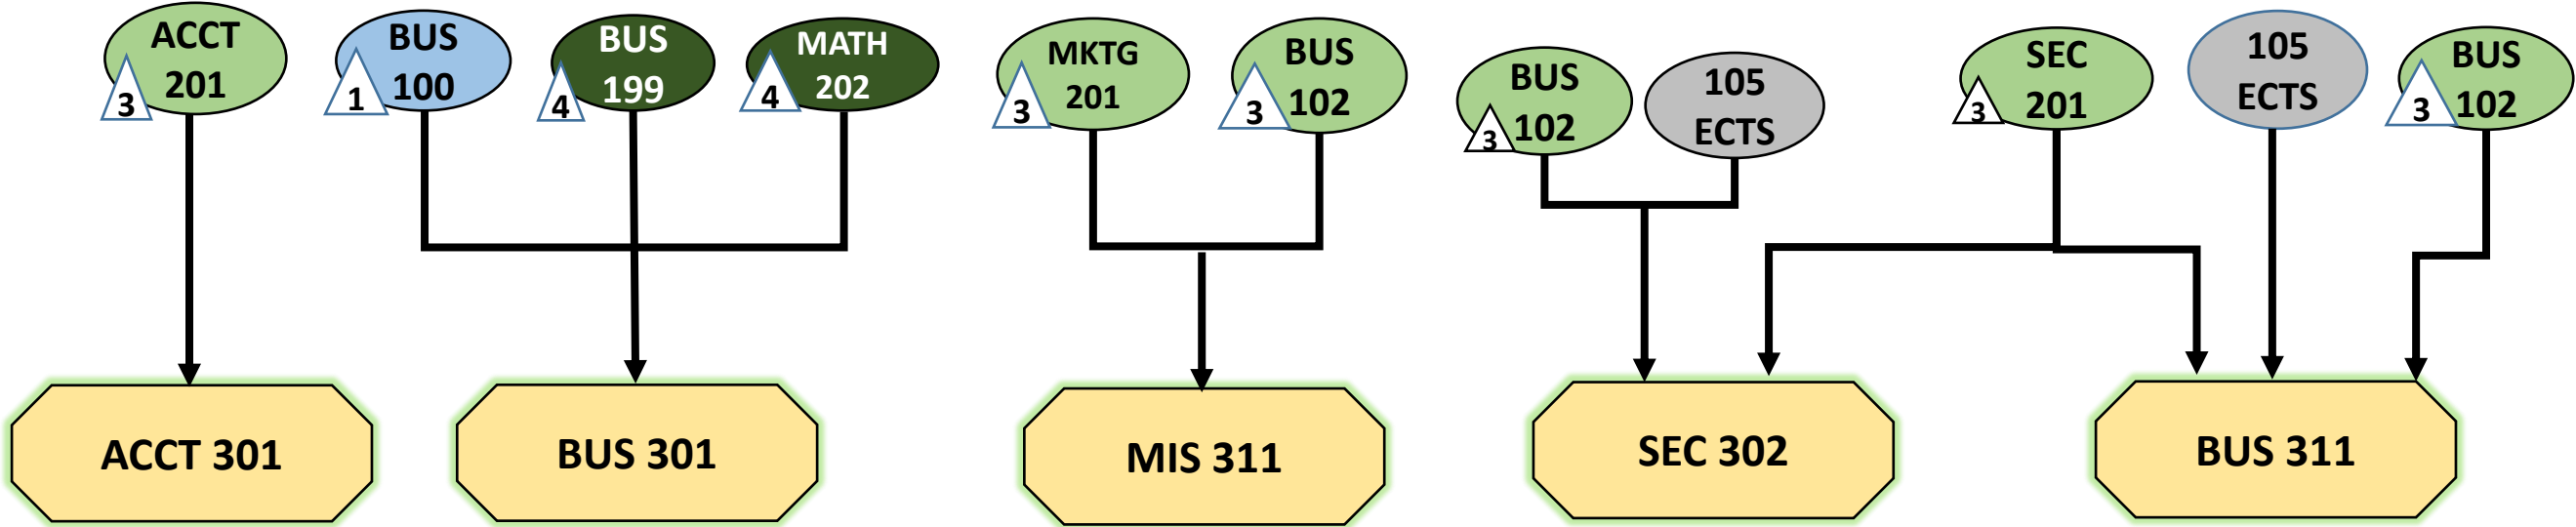 ACCT
201
3
BUS
100
1
BUS
199
4
MATH
202
4
MKTG
201
3
BUS
102
3
BUS
102
3
105
ECTS
SEC
201
3
105
ECTS
BUS
102
3
ACCT 301
BUS 301
MIS 311
SEC 302
BUS 311